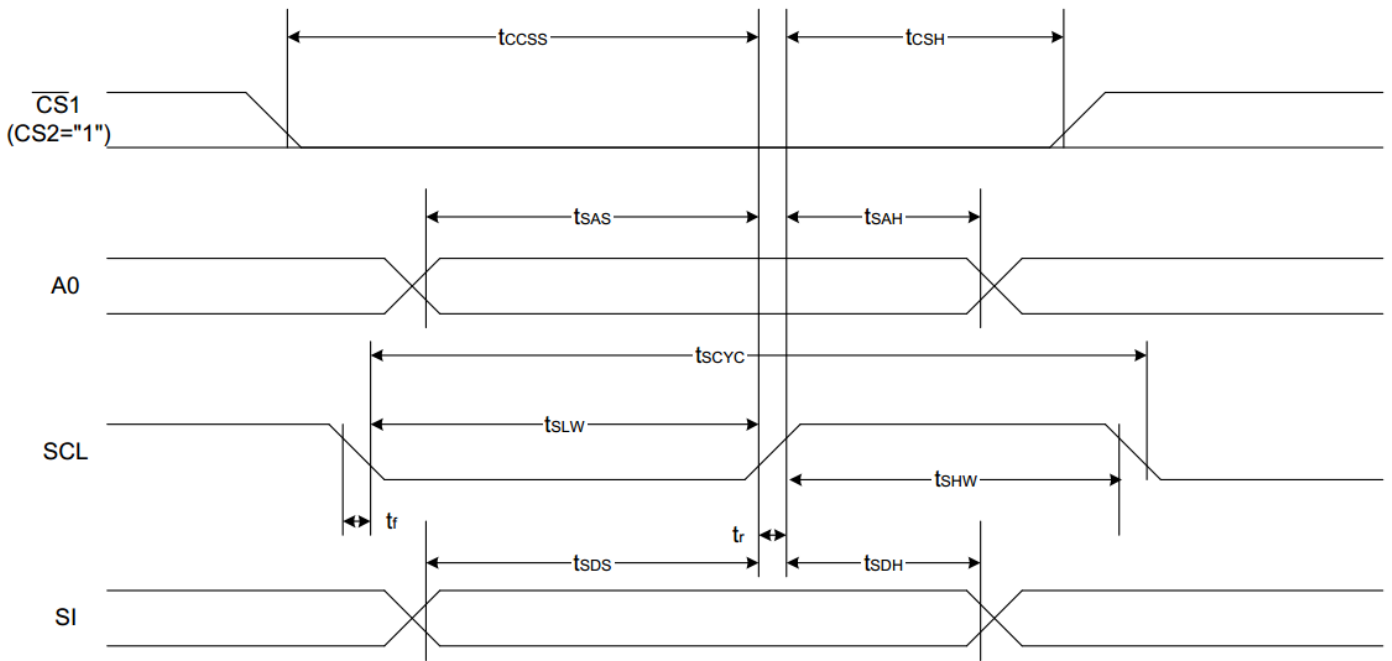 tCCSS
tCSH
CS1
(CS2="1")
tSAS
tSAH
A0
tSCYC
tSLW
SCL
tSHW
tf
tr
tSDS
tSDH
SI